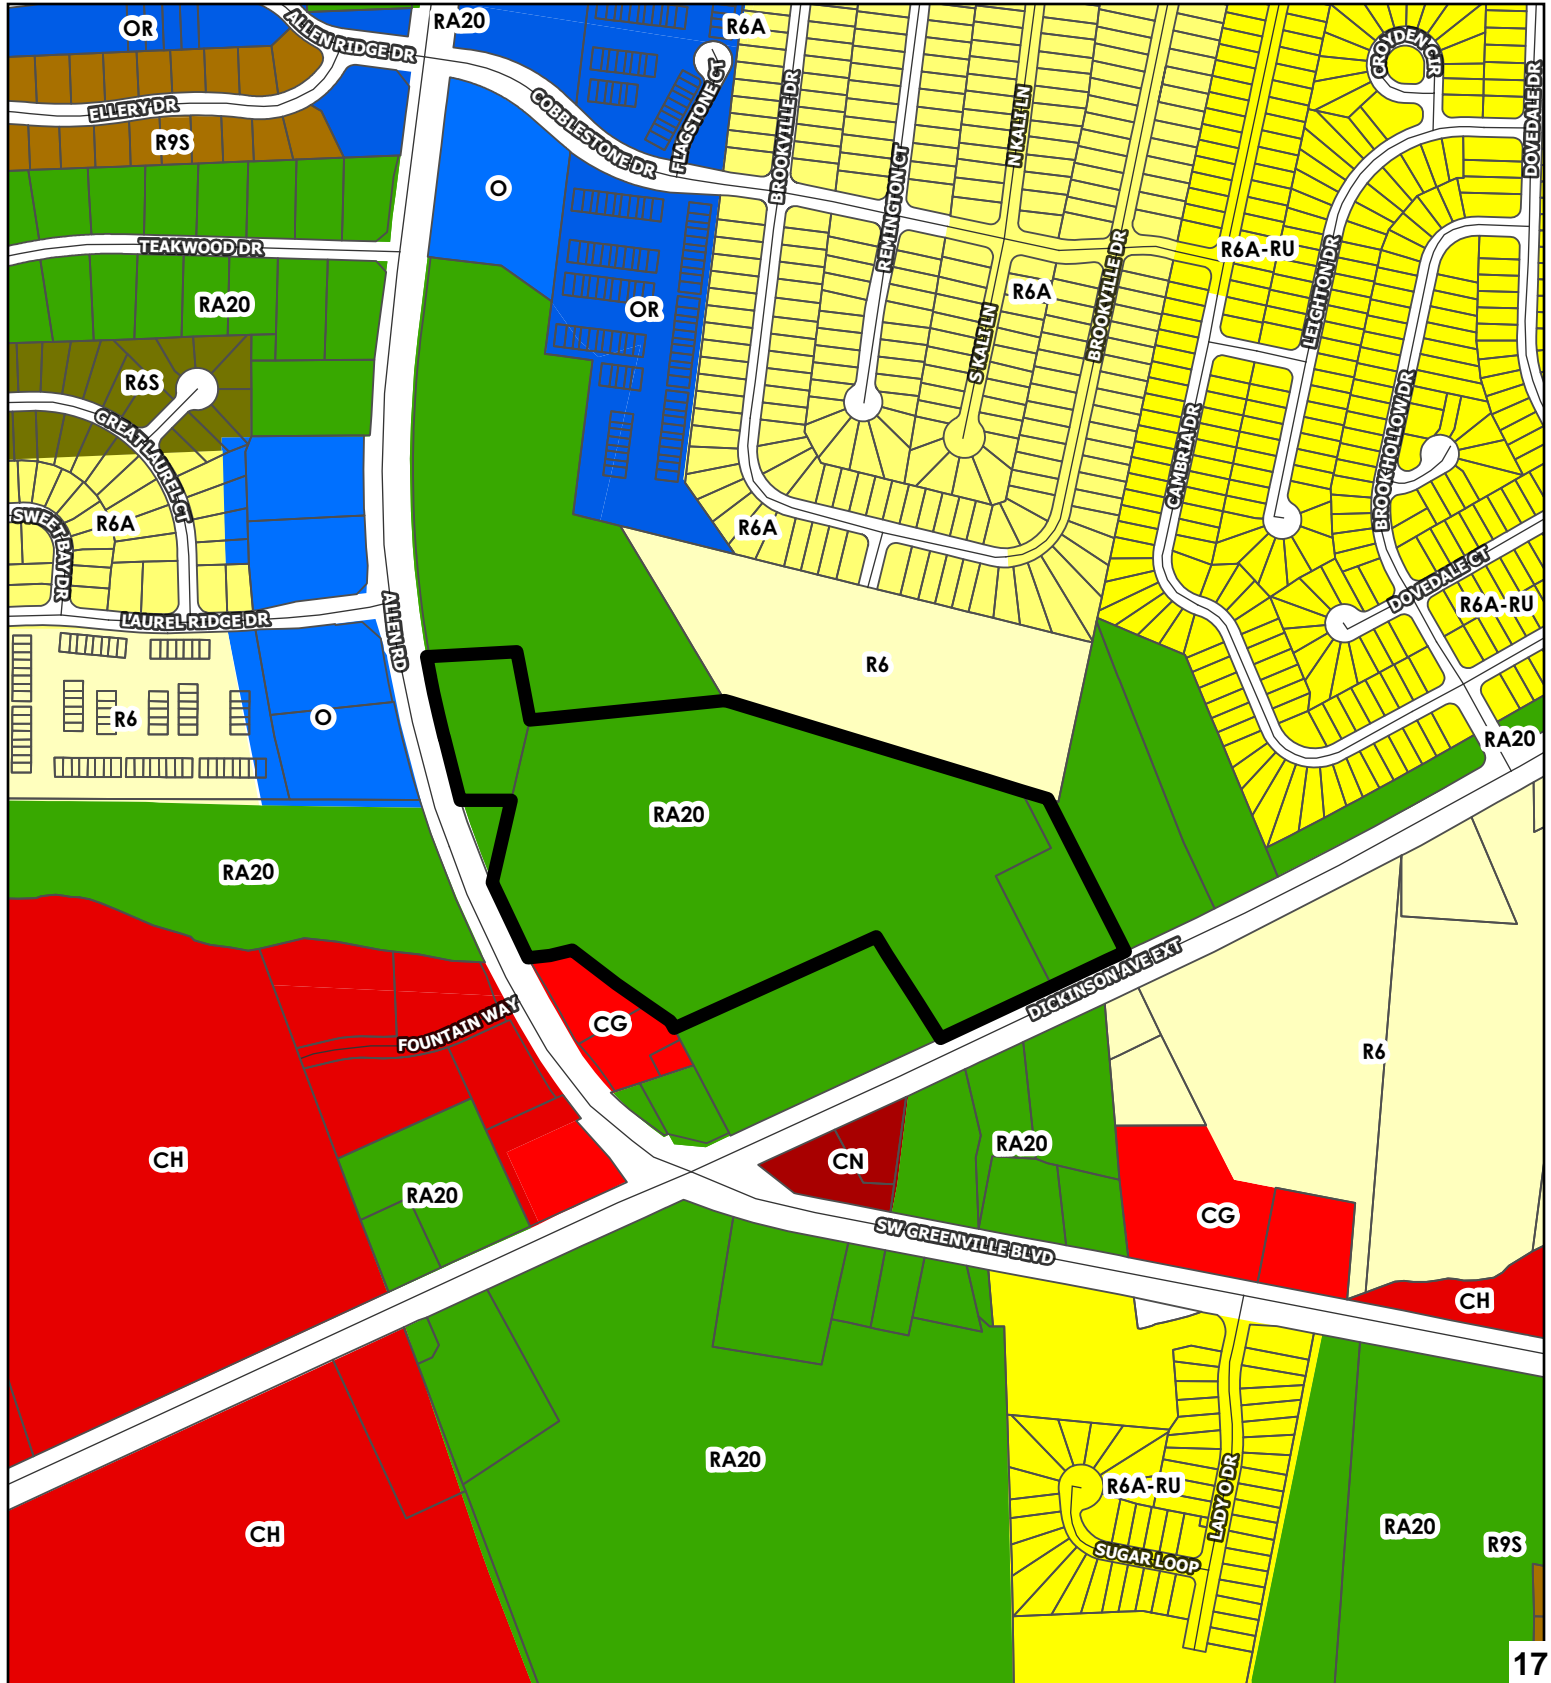 OR
ALLEN RIDGE DR
RA20
R6A
CROYDEN CIR
ELLERY DR
R9S
COBBLESTONE DR
FLAGSTONE CT
BROOKVILLE DR
N KALI LN
DOVEDALE DR
O
REMINGTON CT
TEAKWOOD DR
RA20
OR
R6A
BROOKVILLE DR
R6A-RU
LEIGHTON DR
R6S
S KALI LN
GREAT LAUREL CT
R6A
SWEET BAY DR
R6A
CAMBRIA DR
BROOKHOLLOW DR
DOVEDALE CT
R6A-RU
LAUREL RIDGE DR
ALLEN RD
R6
R6
O
RA20
RA20
RA20
DICKINSON AVE EXT
FOUNTAIN WAY
CG
R6
CH
RA20
CN
RA20
CG
SW GREENVILLE BLVD
CH
RA20
R6A-RU
LADY O DR
SUGAR LOOP
CH
RA20
R9S
17